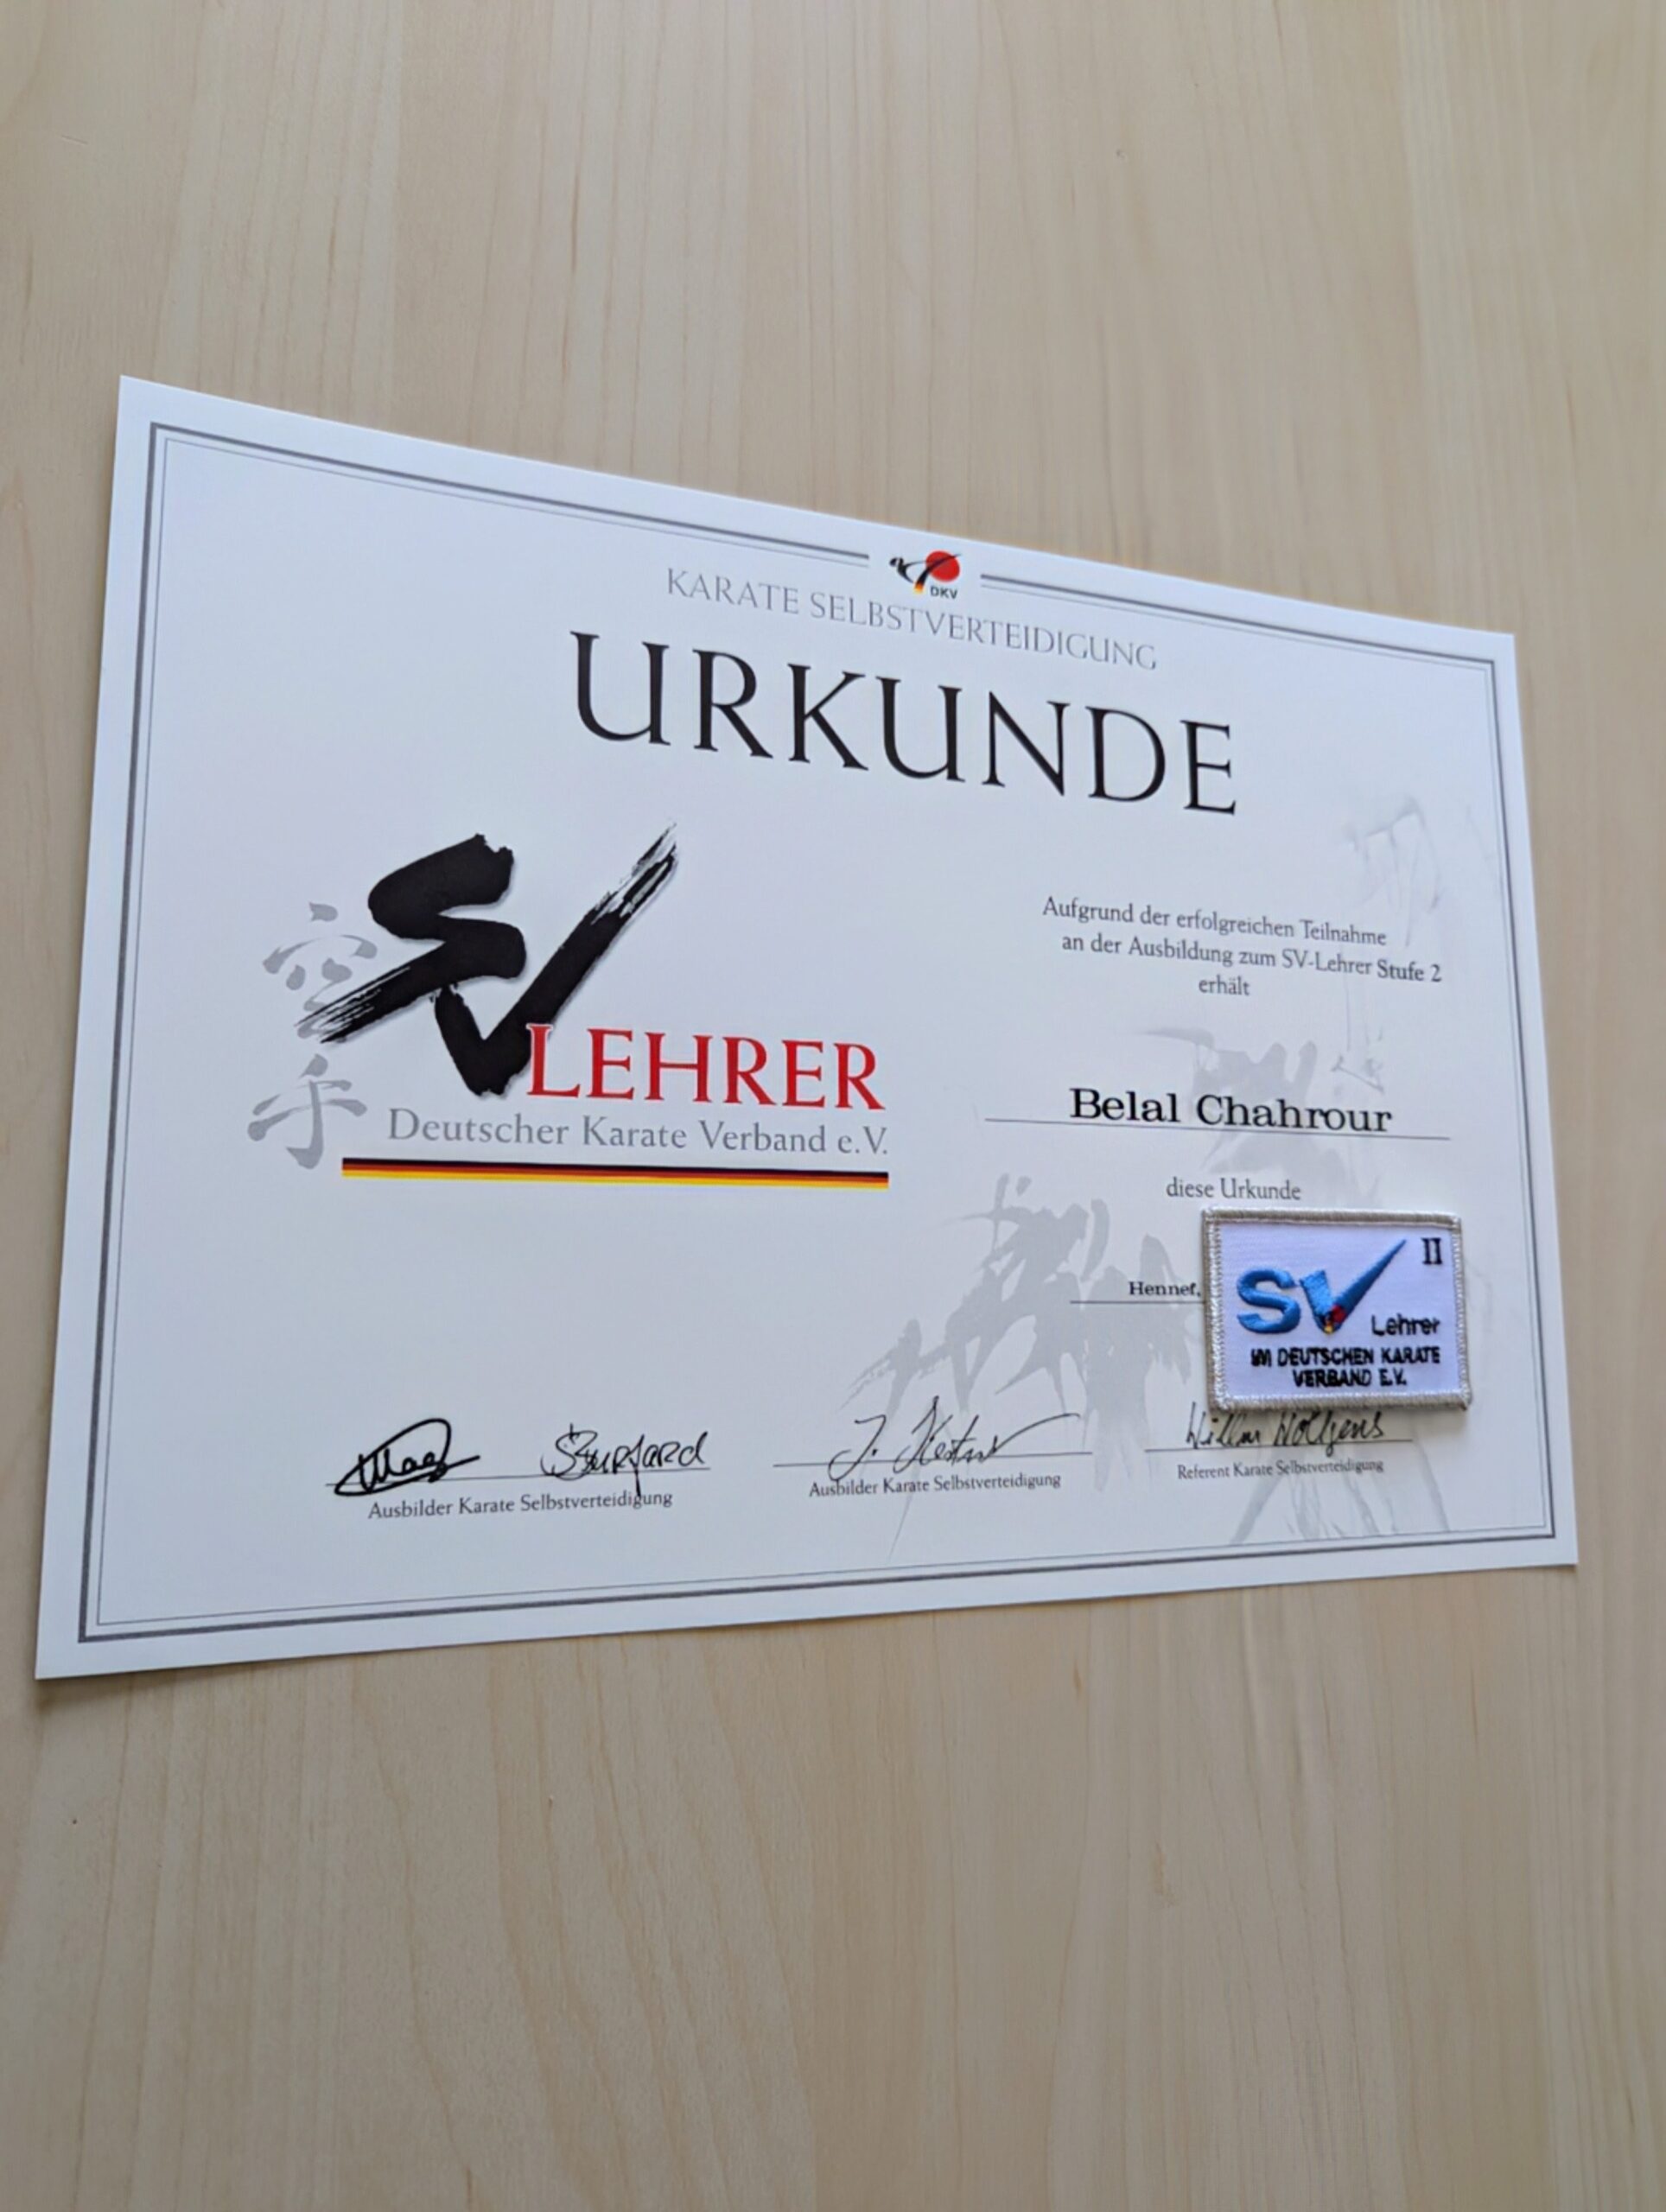 DKV
KARATE SELBSTVERTEIDIGUNG
URKUNDE
空手
SV LEHRER
Deutscher Karate Verband e.V.
Aufgrund der erfolgreichen Teilnahme
an der Ausbildung zum SV-Lehrer Stufe 2
erhält
Belal Chahrour
diese Urkunde
Hennef,
SV II
Lehrer
IM DEUTSCHEN KARATE
VERBAND E.V.
Ausbilder Karate Selbstverteidigung
Ausbilder Karate Selbstverteidigung
Referent Karate Selbstverteidigung